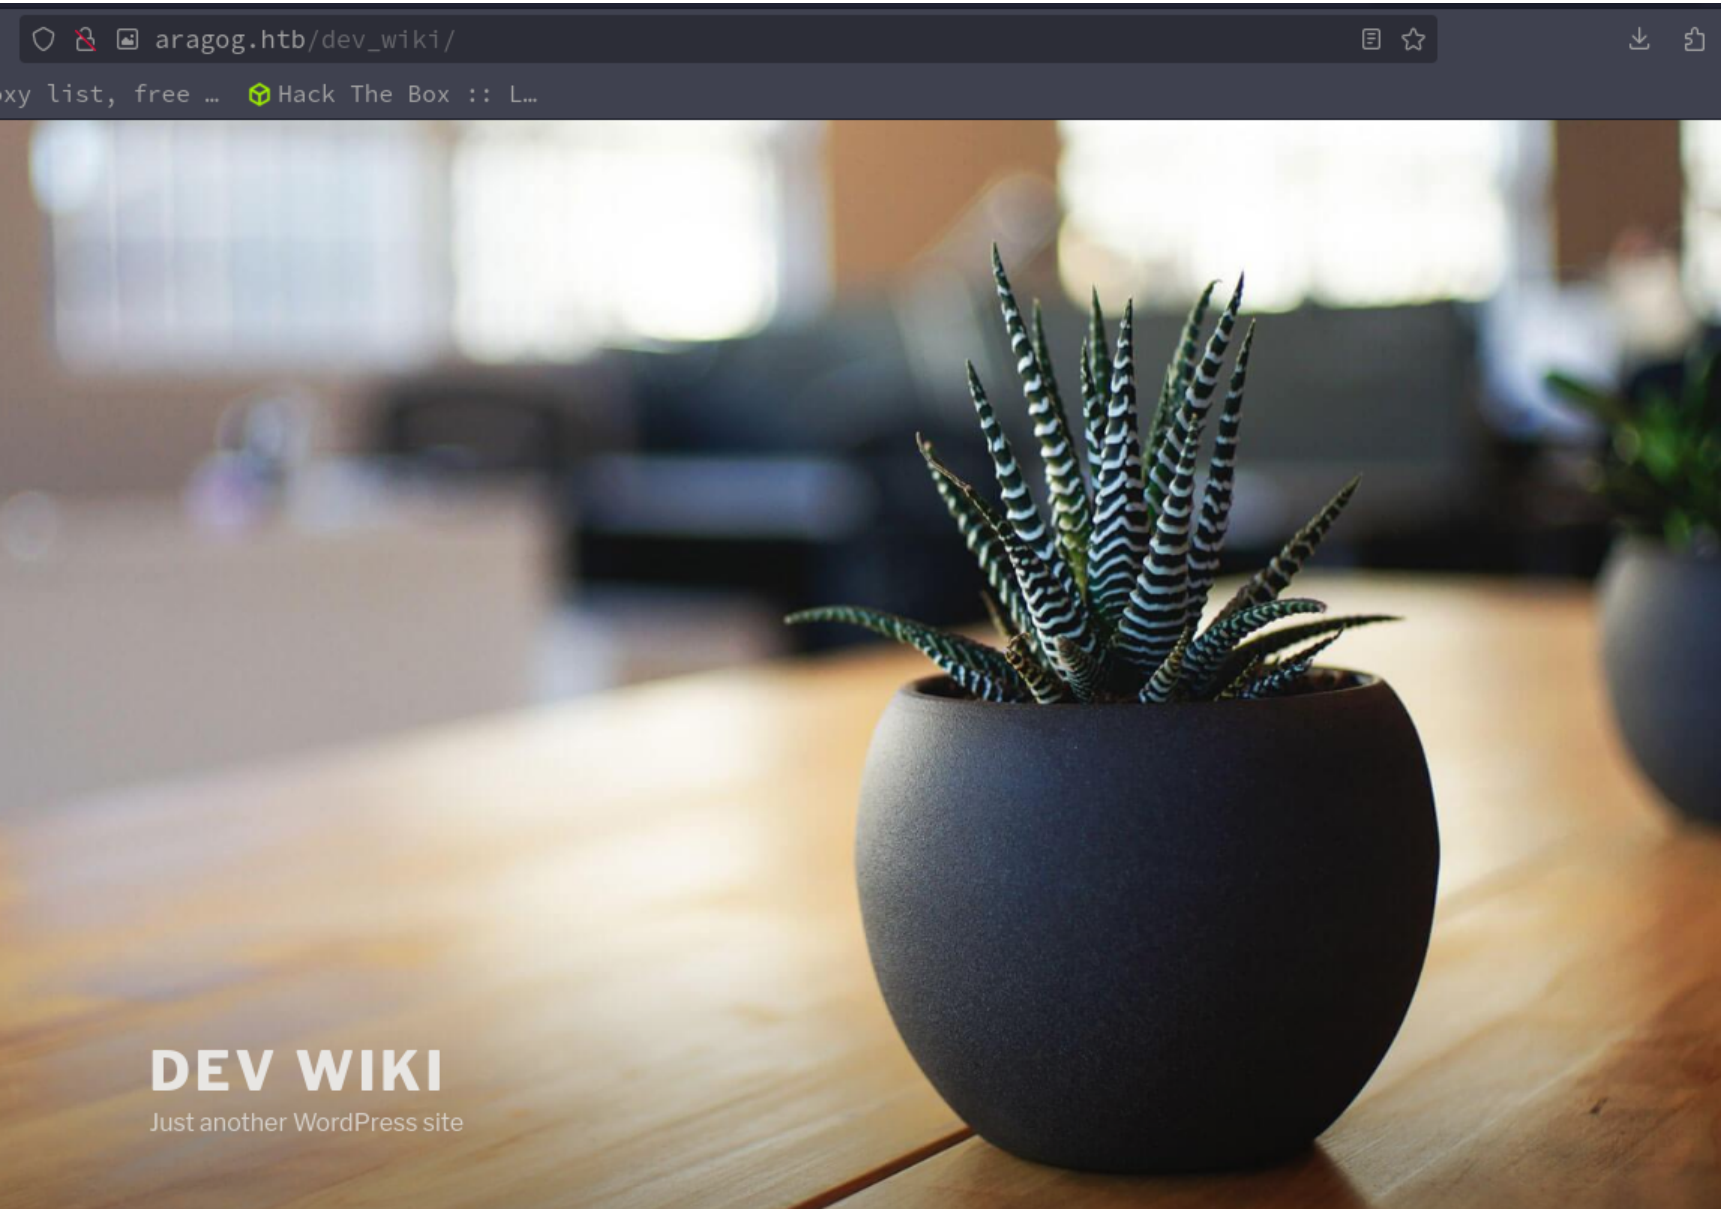 aragog.htb/dev_wiki/
xy list, free …
Hack The Box :: L…
DEV WIKI
Just another WordPress site